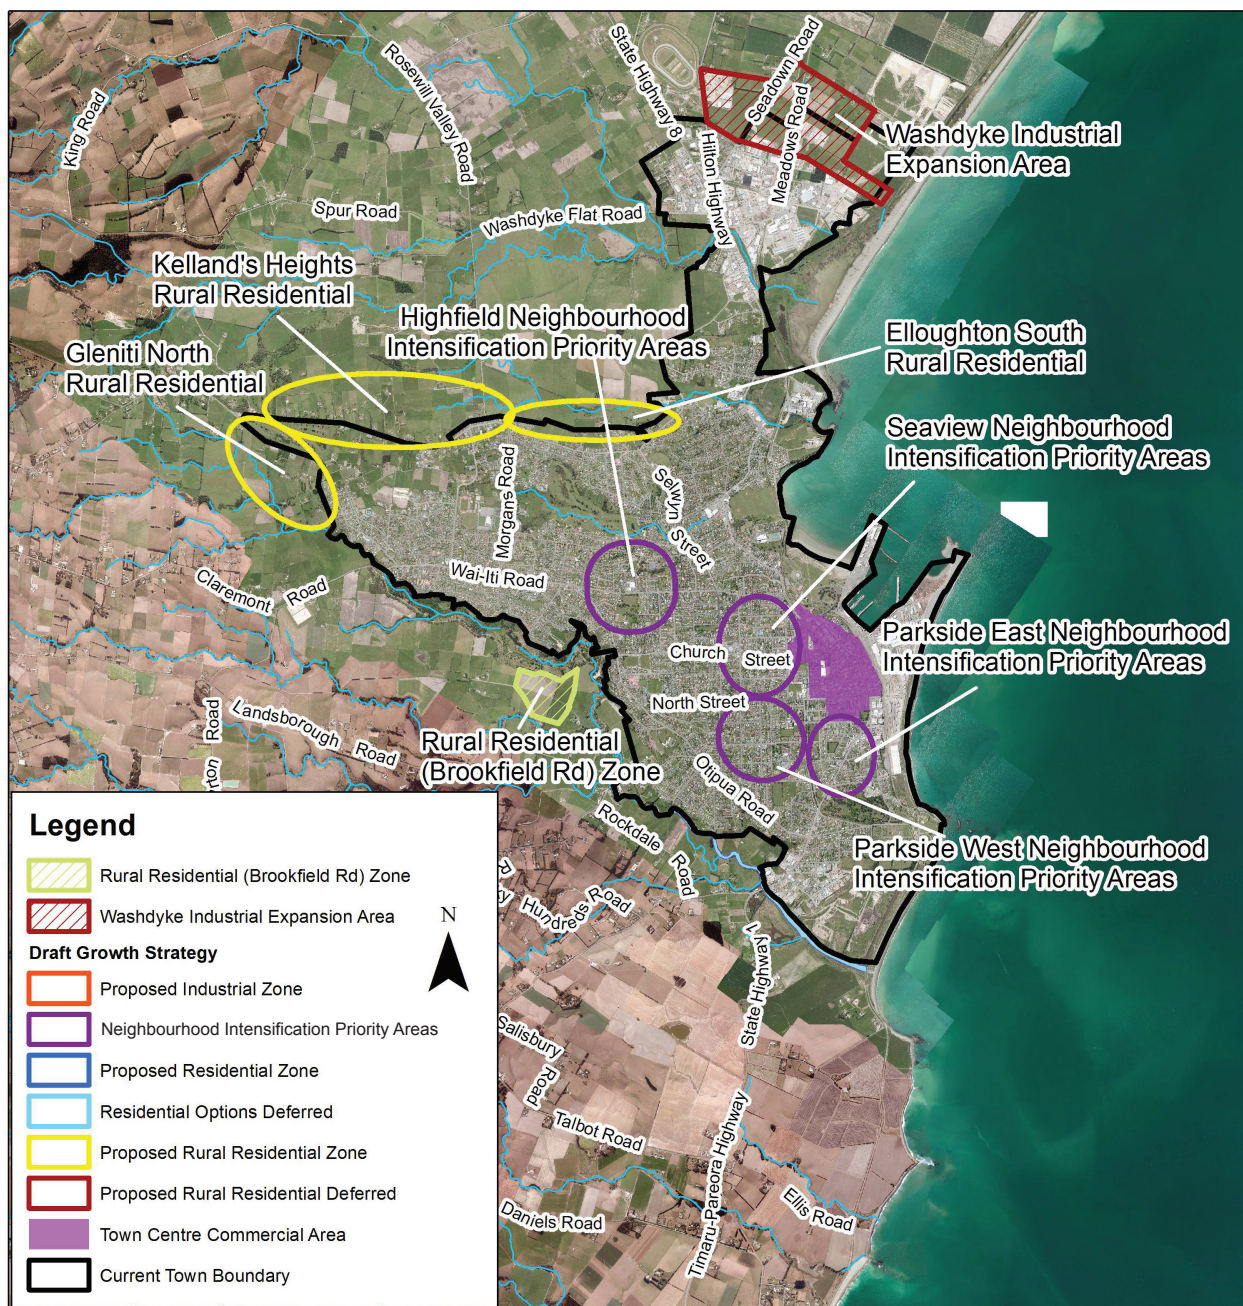 King Road
Rosewill Valley Road
State Highway 8
Seadown Road
Meadows Road
Hilton Highway
Washdyke Industrial
Expansion Area
Spur Road
Washdyke Flat Road
Kelland's Heights
Rural Residential
Highfield Neighbourhood
Intensification Priority Areas
Elloughton South
Rural Residential
Gleniti North
Rural Residential
Seaview Neighbourhood
Intensification Priority Areas
Morgans Road
Selwyn Street
Wai-Iti Road
Claremont Road
Church Street
Parkside East Neighbourhood
Intensification Priority Areas
North Street
Landsborough Road
rton Road
Rural Residential
(Brookfield Rd) Zone
Otipua Road
Rockdale Road
Parkside West Neighbourhood
Intensification Priority Areas
Hundreds Road
State Highway 1
Salisbury Road
Talbot Road
Timaru-Pareora Highway
Ellis Road
Daniels Road
Legend
Rural Residential (Brookfield Rd) Zone
Washdyke Industrial Expansion Area
N
Draft Growth Strategy
Proposed Industrial Zone
Neighbourhood Intensification Priority Areas
Proposed Residential Zone
Residential Options Deferred
Proposed Rural Residential Zone
Proposed Rural Residential Deferred
Town Centre Commercial Area
Current Town Boundary